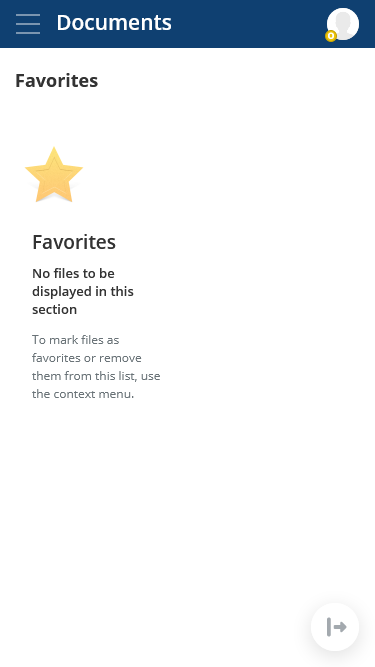 Documents
Favorites
Favorites
No files to be
displayed in this
section
To mark files as
favorites or remove
them from this list, use
the context menu.